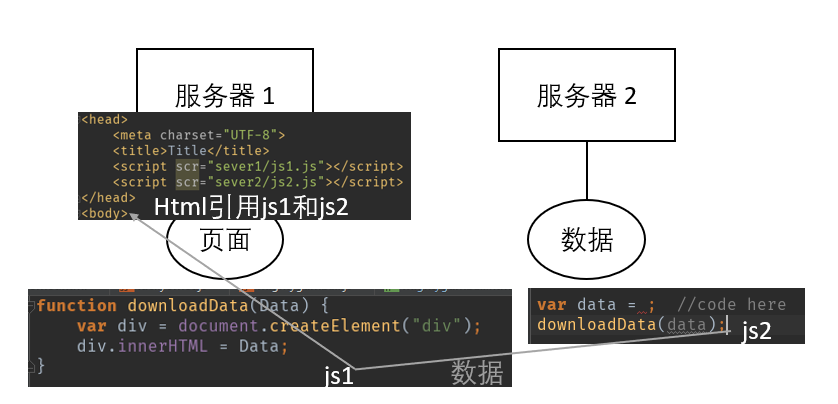 服务器 1
服务器 2
<head>
<meta charset="UTF-8">
<title>Title</title>
<script scr="sever1/js1.js"></script>
<script scr="sever2/js2.js"></script>
</head>
<body>
Html引用js1和js2
页面
数据
function downloadData(Data) {
var div = document.createElement("div");
div.innerHTML = Data;
}
js1
数据
var data = ; //code here
downloadData(data);
js2